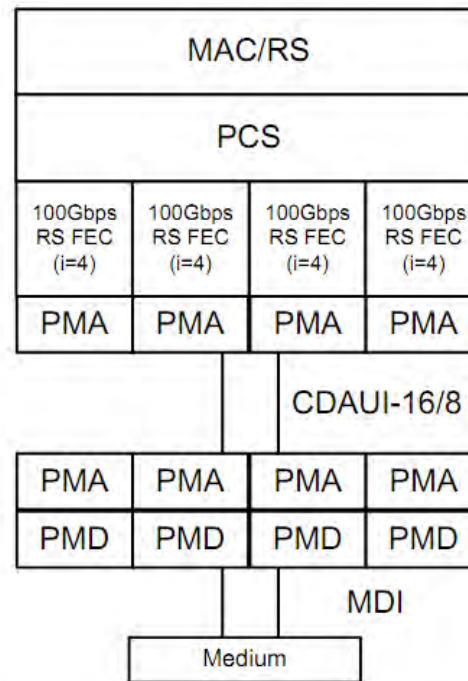 MAC/RS
PCS
100Gbps 100Gbps 100Gbps 100Gbps
RS FEC RS FEC RS FEC RS FEC
(i=4) (i=4) (i=4) (i=4)
PMA PMA PMA PMA
CDAUI-16/8
PMA PMA PMA PMA
PMD PMD PMD PMD
MDI
Medium